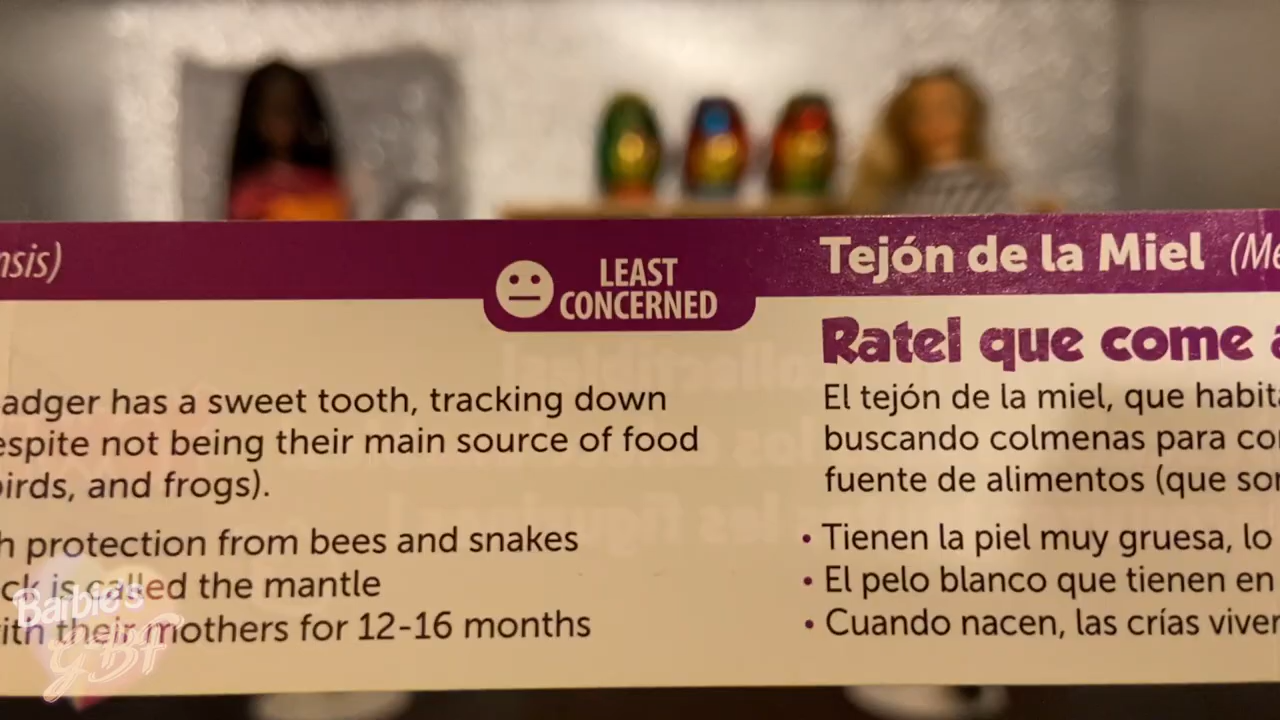 nsis)
LEAST
CONCERNED
adger has a sweet tooth, tracking down
espite not being their main source of food
birds, and frogs).
h protection from bees and snakes
ck is called the mantle
ith their mothers for 12-16 months
Tejón de la Miel (Me
Ratel que come a
El tejón de la miel, que habita
buscando colmenas para co
fuente de alimentos (que son
• Tienen la piel muy gruesa, lo
• El pelo blanco que tienen en
• Cuando nacen, las crías viven
Barbie's
GBF